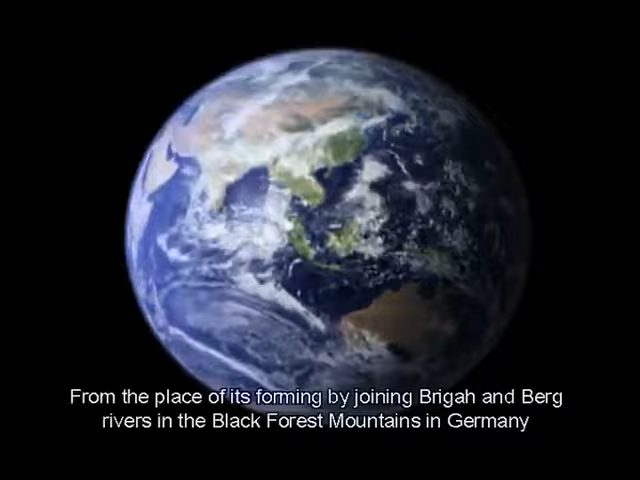 From the place of its forming by joining Brigah and Berg
rivers in the Black Forest Mountains in Germany